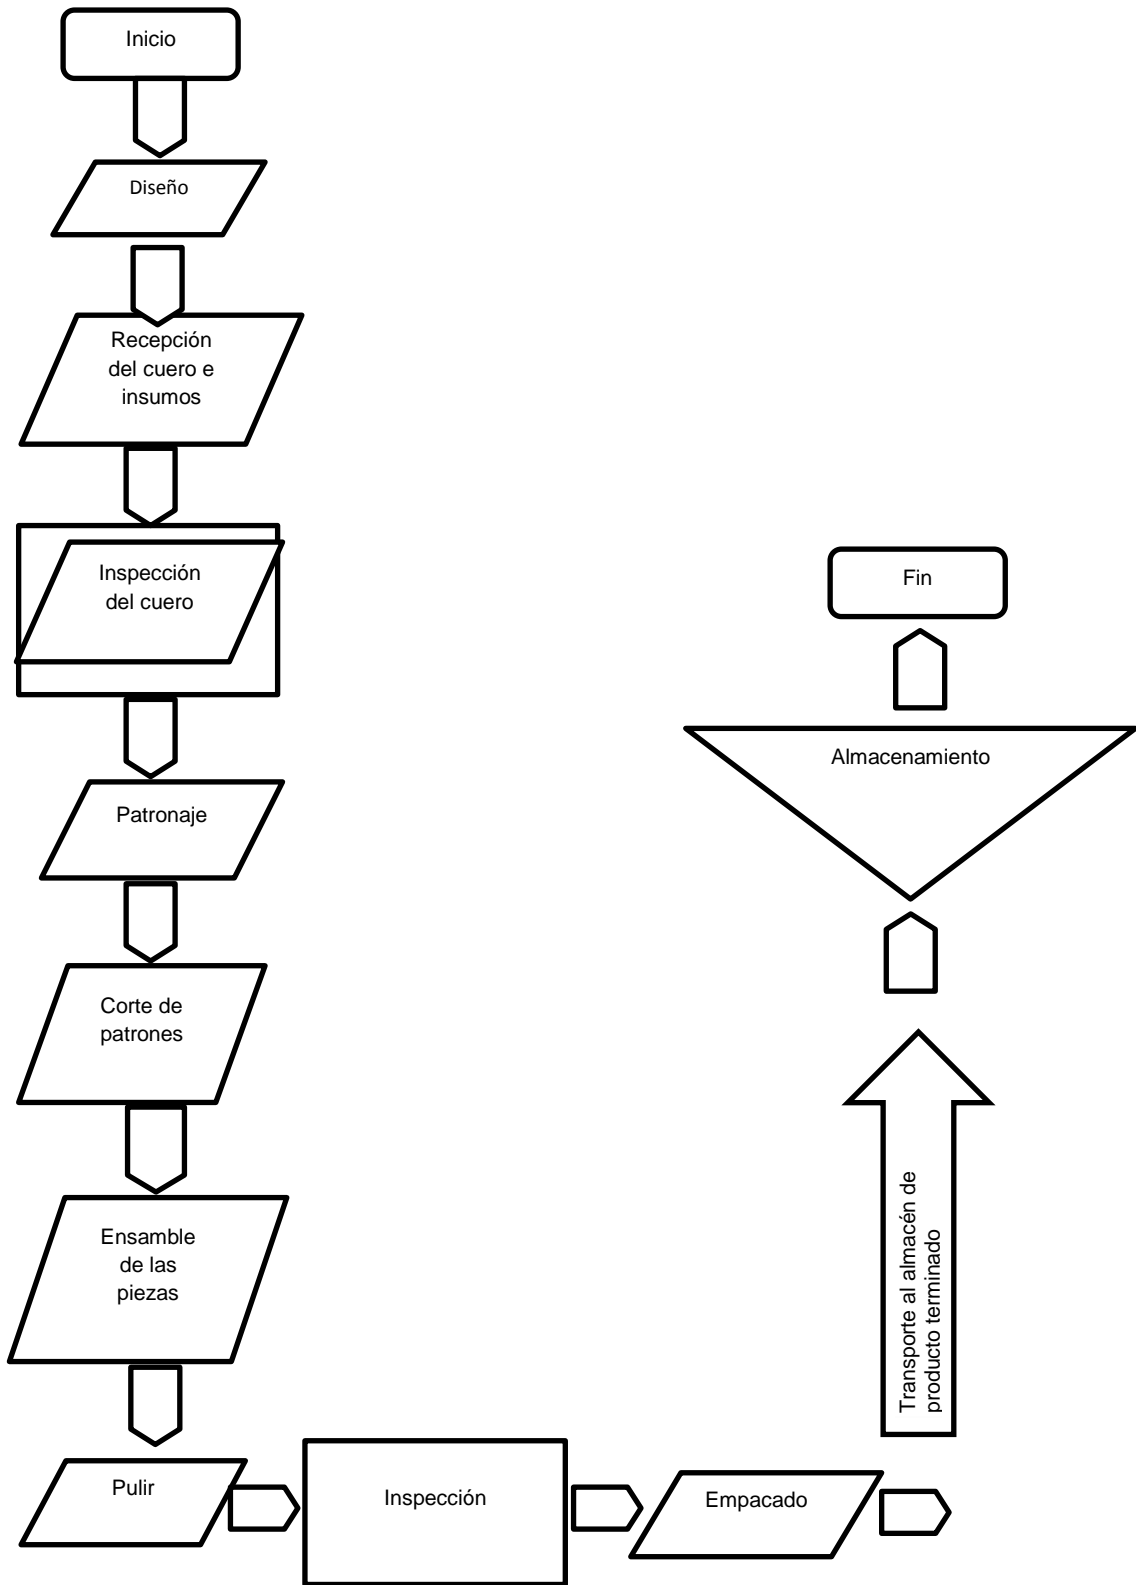 Inicio
Diseño
Recepción
del cuero e
insumos
Inspección
del cuero
Patronaje
Corte de
patrones
Ensamble
de las
piezas
Pulir
Inspección
Empacado
Transporte al almacén de
producto terminado
Almacenamiento
Fin